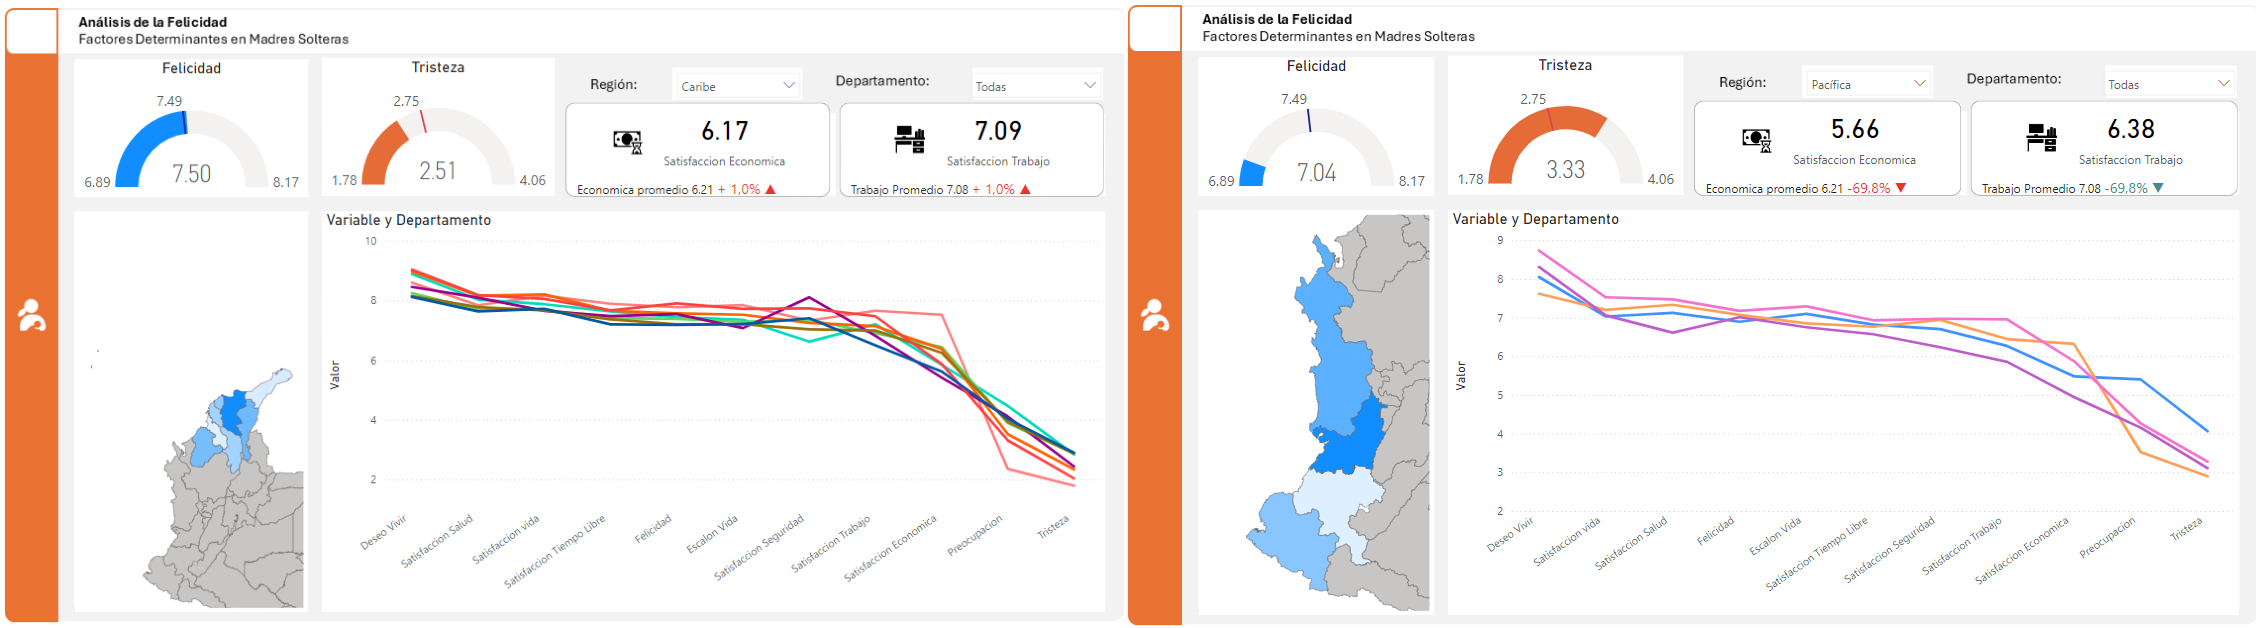 Análisis de la Felicidad
Factores Determinantes en Madres Solteras
Felicidad
7.49
7.50
6.89
8.17
Tristeza
2.75
2.51
1.78
4.06
Región:
Caribe
Departamento:
Todas
6.17
Satisfaccion Economica
Economica promedio 6.21 + 1,0%
7.09
Satisfaccion Trabajo
Trabajo Promedio 7.08 + 1,0%
Variable y Departamento
Valor
10
8
6
4
2
Deseo Vivir
Satisfaccion Salud
Satisfaccion vida
Satisfaccion Tiempo Libre
Felicidad
Escalon Vida
Satisfaccion Seguridad
Satisfaccion Trabajo
Satisfaccion Economica
Preocupacion
Tristeza
Análisis de la Felicidad
Factores Determinantes en Madres Solteras
Felicidad
7.49
7.04
6.89
8.17
Tristeza
2.75
3.33
1.78
4.06
Región:
Pacífica
Departamento:
Todas
5.66
Satisfaccion Economica
Economica promedio 6.21 -69,8%
6.38
Satisfaccion Trabajo
Trabajo Promedio 7.08 -69,8%
Variable y Departamento
Valor
9
8
7
6
5
4
3
2
Deseo Vivir
Satisfaccion vida
Satisfaccion Salud
Felicidad
Escalon Vida
Satisfaccion Tiempo Libre
Satisfaccion Seguridad
Satisfaccion Trabajo
Satisfaccion Economica
Preocupacion
Tristeza